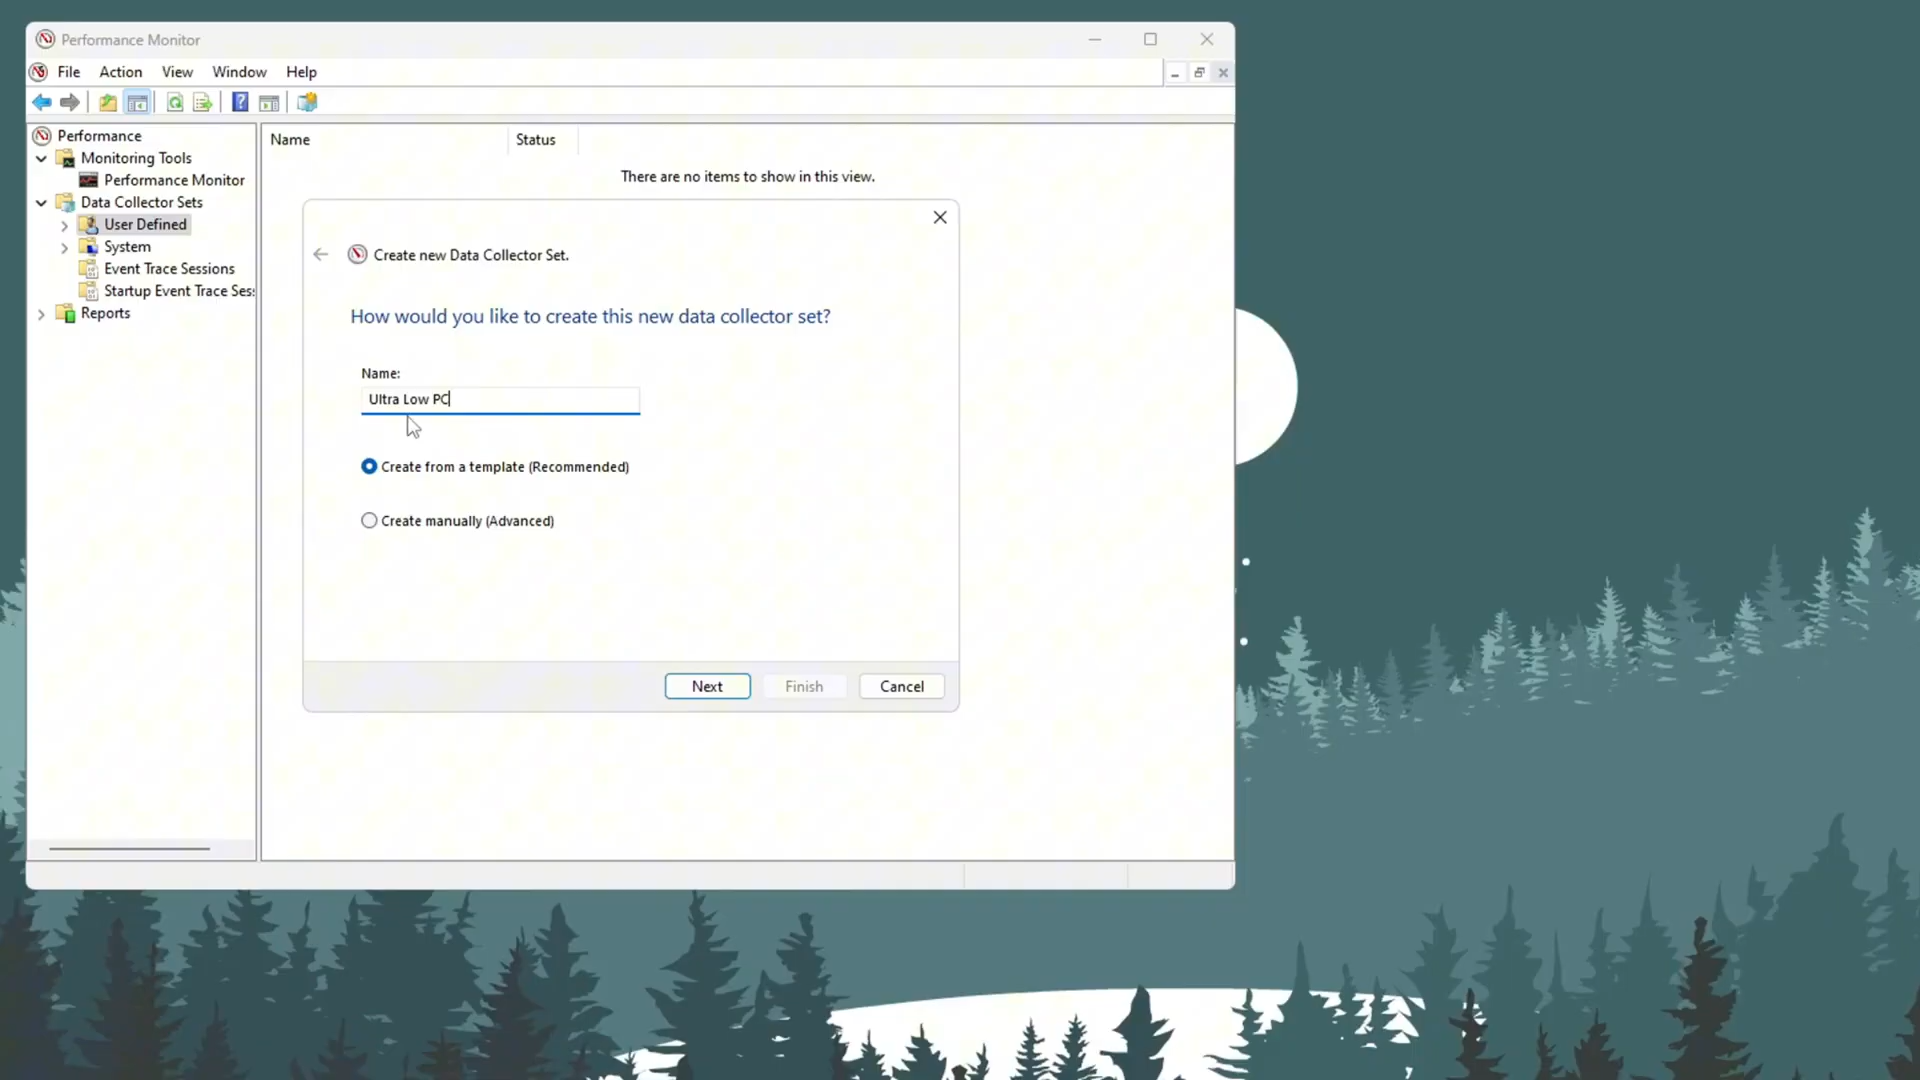 Performance Monitor
File Action View Window Help
Performance
Monitoring Tools
Performance Monitor
Data Collector Sets
User Defined
System
Event Trace Sessions
Startup Event Trace Ses
Reports
Name Status
There are no items to show in this view.
Create new Data Collector Set.
How would you like to create this new data collector set?
Name:
Ultra Low PC
Create from a template (Recommended)
Create manually (Advanced)
Next Finish Cancel